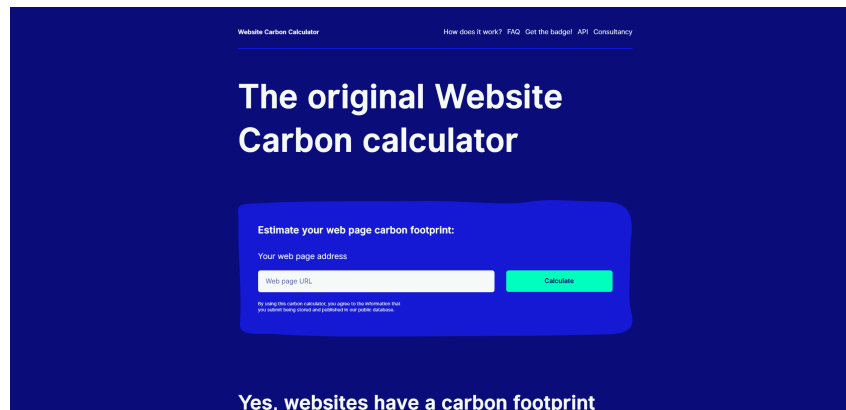 Website Carbon Calculator
How does it work? FAQ Get the badge! API Consultancy
The original Website
Carbon calculator
Estimate your web page carbon footprint:
Your web page address
Web page URL
Calculate
By using this carbon calculator, you agree to the information that
you submit being stored and published in our public database.
Yes, websites have a carbon footprint